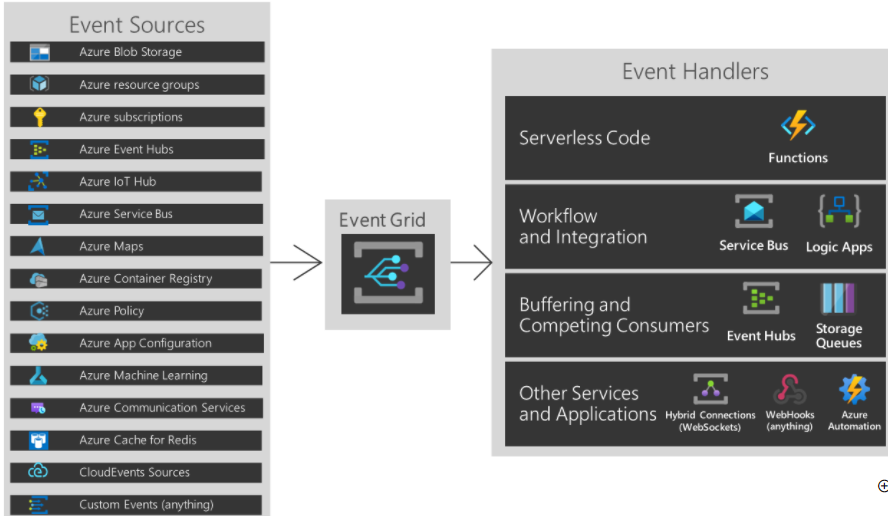 Event Sources
Azure Blob Storage
Azure resource groups
Azure subscriptions
Azure Event Hubs
Azure IoT Hub
Azure Service Bus
Azure Maps
Azure Container Registry
Azure Policy
Azure App Configuration
Azure Machine Learning
Azure Communication Services
Azure Cache for Redis
CloudEvents Sources
Custom Events (anything)
Event Grid
Event Handlers
Serverless Code
Functions
Workflow
and Integration
Service Bus
Logic Apps
Buffering and
Competing Consumers
Event Hubs
Storage
Queues
Other Services
and Applications
Hybrid Connections
(WebSockets)
WebHooks
(anything)
Azure
Automation